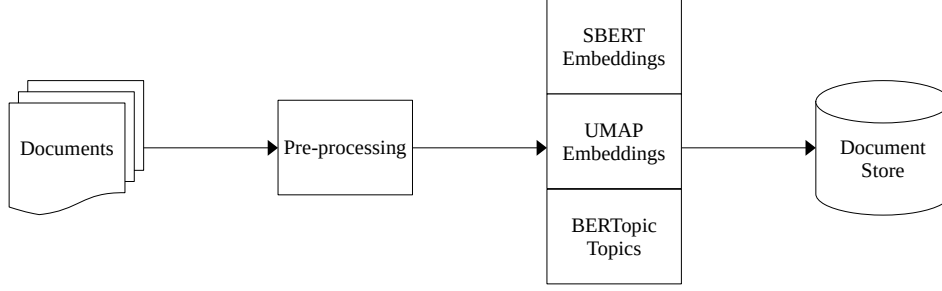 Documents
Pre-processing
SBERT
Embeddings
UMAP
Embeddings
BERTopic
Topics
Document
Store